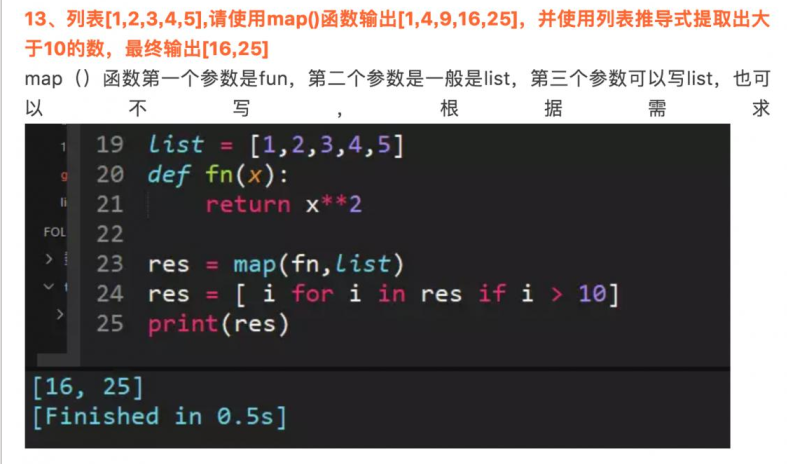 13、列表[1,2,3,4,5],请使用map()函数输出[1,4,9,16,25]，并使用列表推导式提取出大
于10的数，最终输出[16,25]
map（）函数第一个参数是fun，第二个参数是一般是list，第三个参数可以写list，也可
以不写，根据需求
19 list = [1,2,3,4,5]
20 def fn(x):
21 return x**2
22
23 res = map(fn,list)
24 res = [ i for i in res if i > 10]
25 print(res)
FOL
[16, 25]
[Finished in 0.5s]